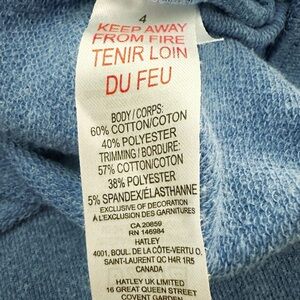 4
KEEP AWAY
FROM FIRE
TENIR LOIN
DU FEU
BODY / CORPS:
60% COTTON/COTON
40% POLYESTER
TRIMMING / BORDURE:
57% COTTON/COTON
38% POLYESTER
5% SPANDEX/ÉLASTHANNE
EXCLUSIVE OF DECORATION
À L'EXCLUSION DES GARNITURES
CA 20859
RN 146984
HATLEY
4001, BOUL. DE LA CÔTE-VERTU O.
SAINT-LAURENT QC H4R 1R5
CANADA
HATLEY UK LIMITED
16 GREAT QUEEN STREET
COVENT GARDEN